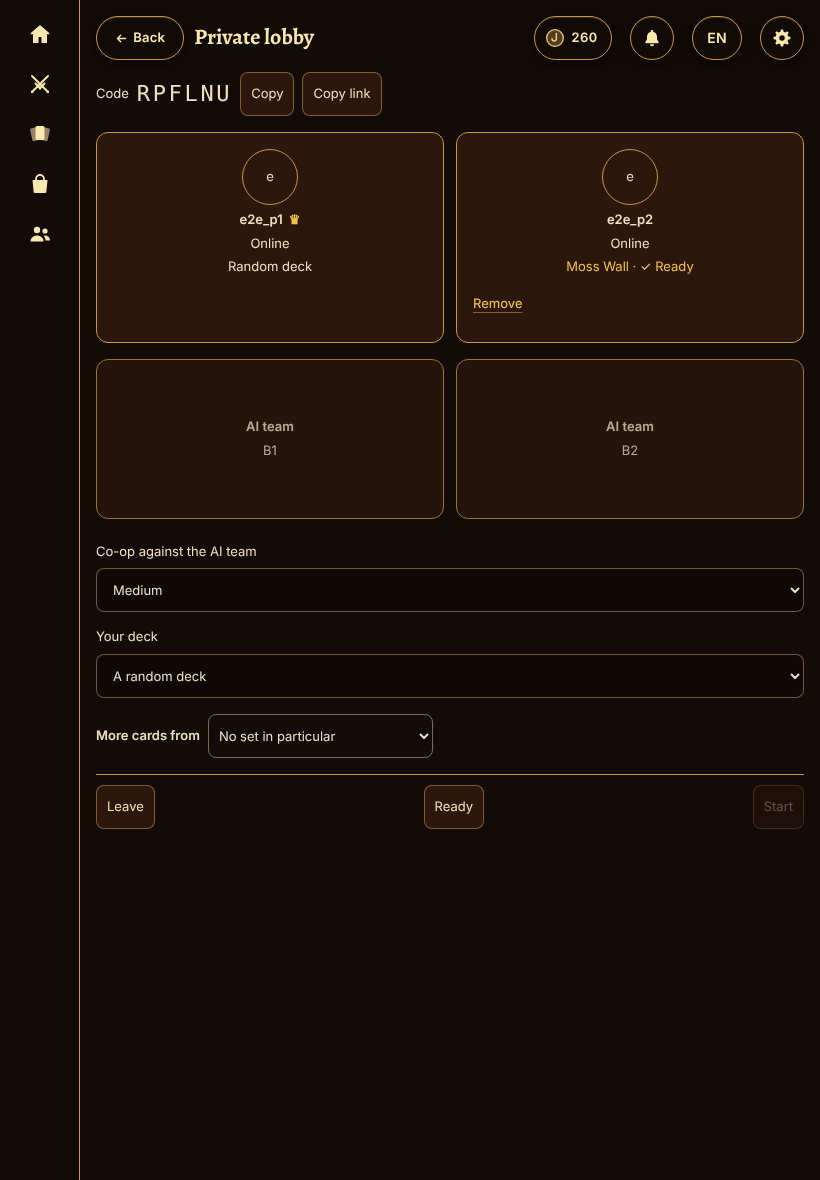 ← Back
Private lobby
J 260
EN
Code RPFLNU Copy Copy link
e
e2e_p1
Online
Random deck
e
e2e_p2
Online
Moss Wall · ✓ Ready
Remove
AI team
B1
AI team
B2
Co-op against the AI team
Medium
Your deck
A random deck
More cards from No set in particular
Leave
Ready
Start